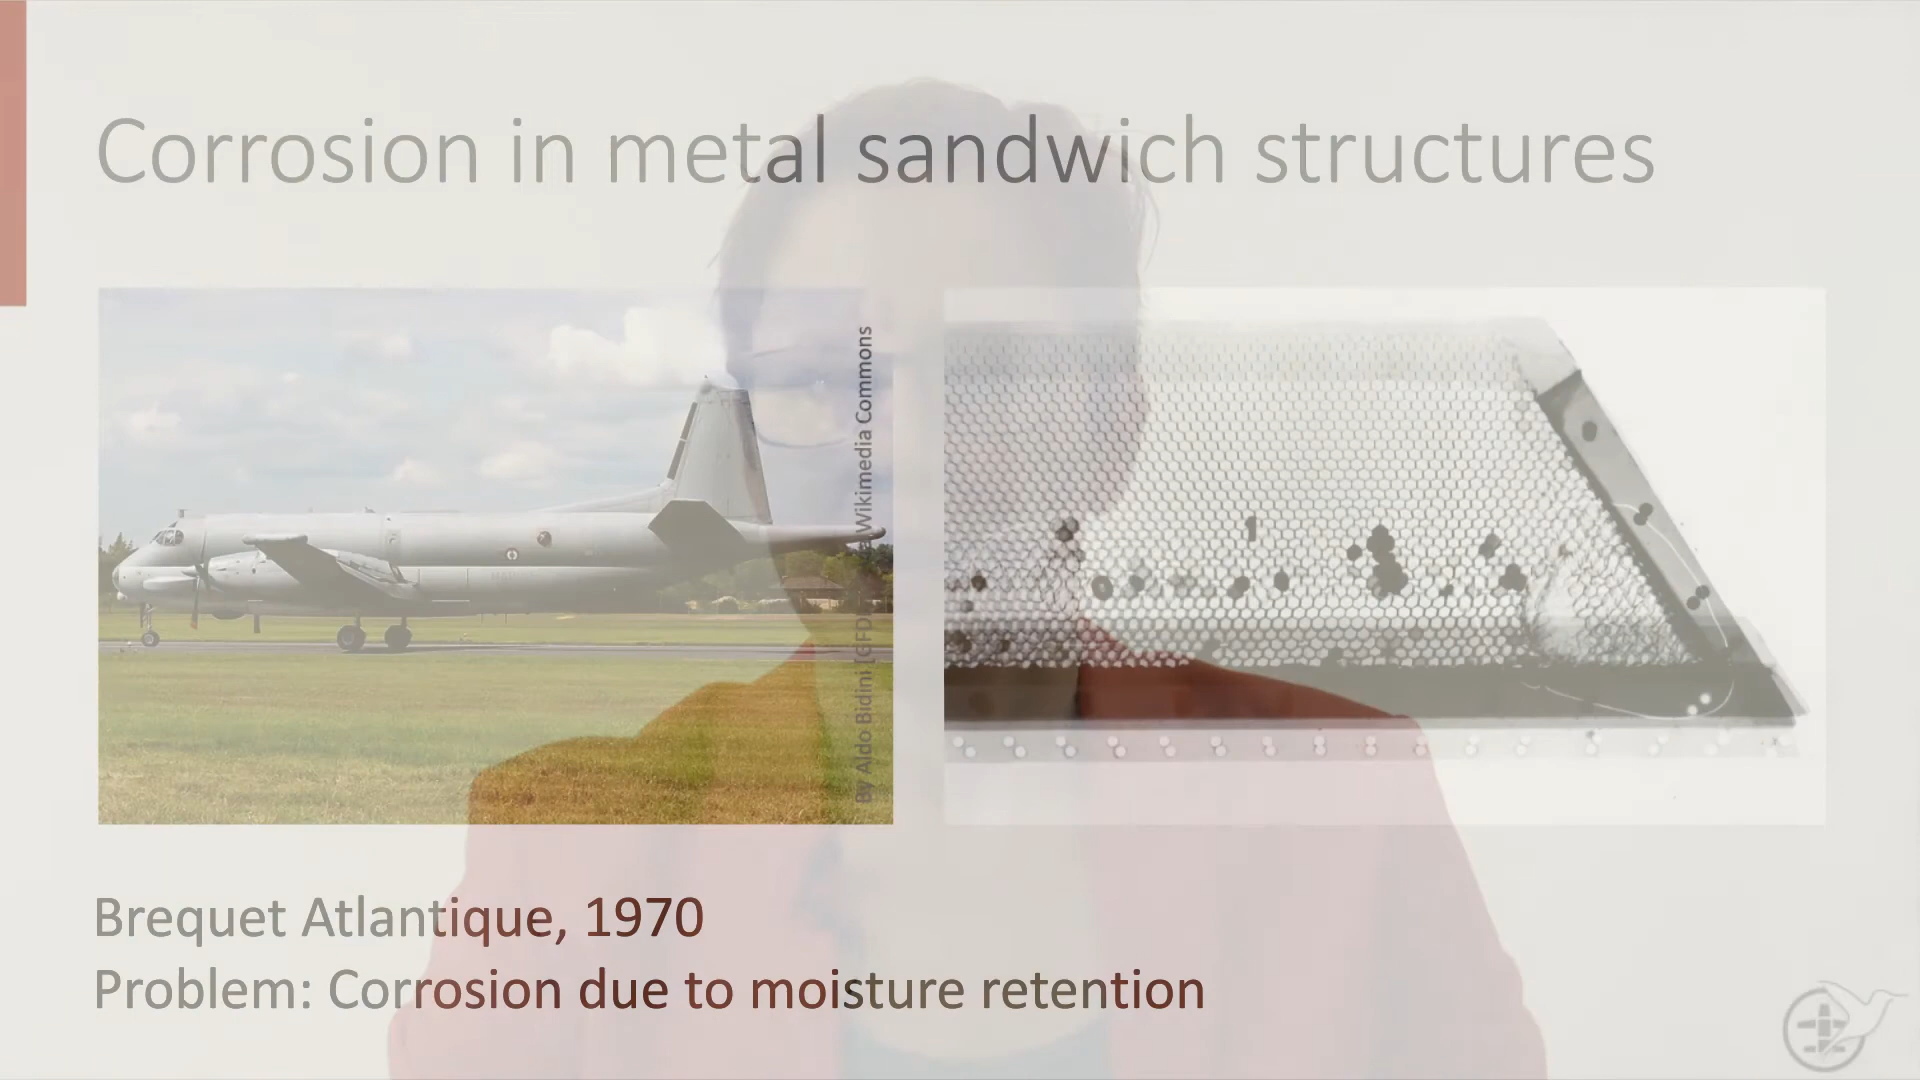 Corrosion in metal sandwich structures
By Aldo Bidini [GFDL Wikimedia Commons
Brequet Atlantique, 1970
Problem: Corrosion due to moisture retention